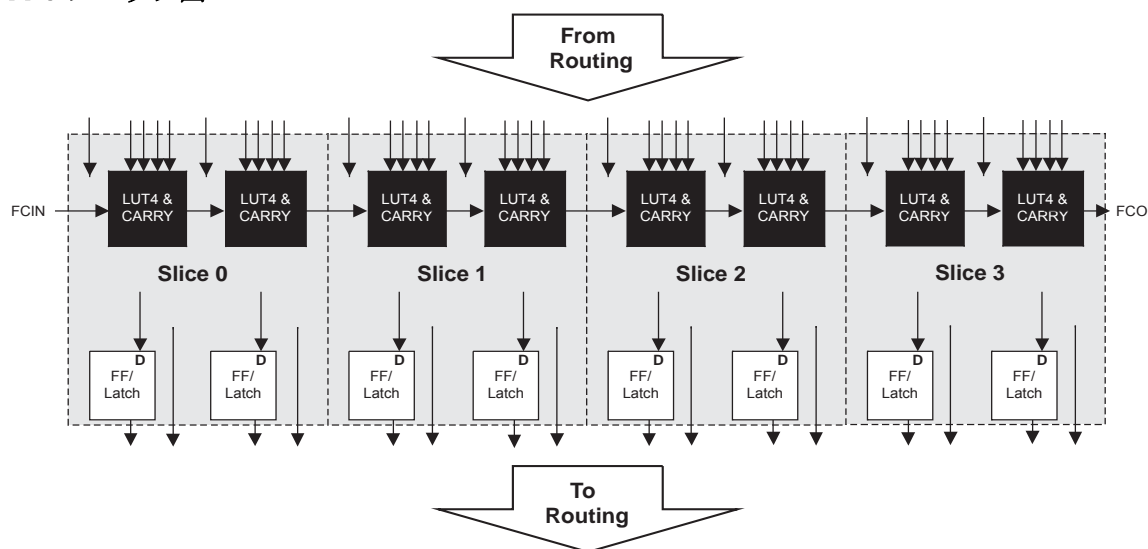 From
Routing
LUT4 &
CARRY
LUT4 &
CARRY
LUT4 &
CARRY
LUT4 &
CARRY
LUT4 &
CARRY
LUT4 &
CARRY
LUT4 &
CARRY
LUT4 &
CARRY
FCIN
FCO
Slice 0
Slice 1
Slice 2
Slice 3
D
FF/
Latch
D
FF/
Latch
D
FF/
Latch
D
FF/
Latch
D
FF/
Latch
D
FF/
Latch
D
FF/
Latch
D
FF/
Latch
To
Routing